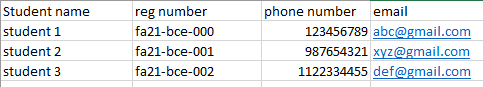 Student name reg number phone number email
student 1 fa21-bce-000 123456789 abc@gmail.com
student 2 fa21-bce-001 987654321 xyz@gmail.com
student 3 fa21-bce-002 1122334455 def@gmail.com